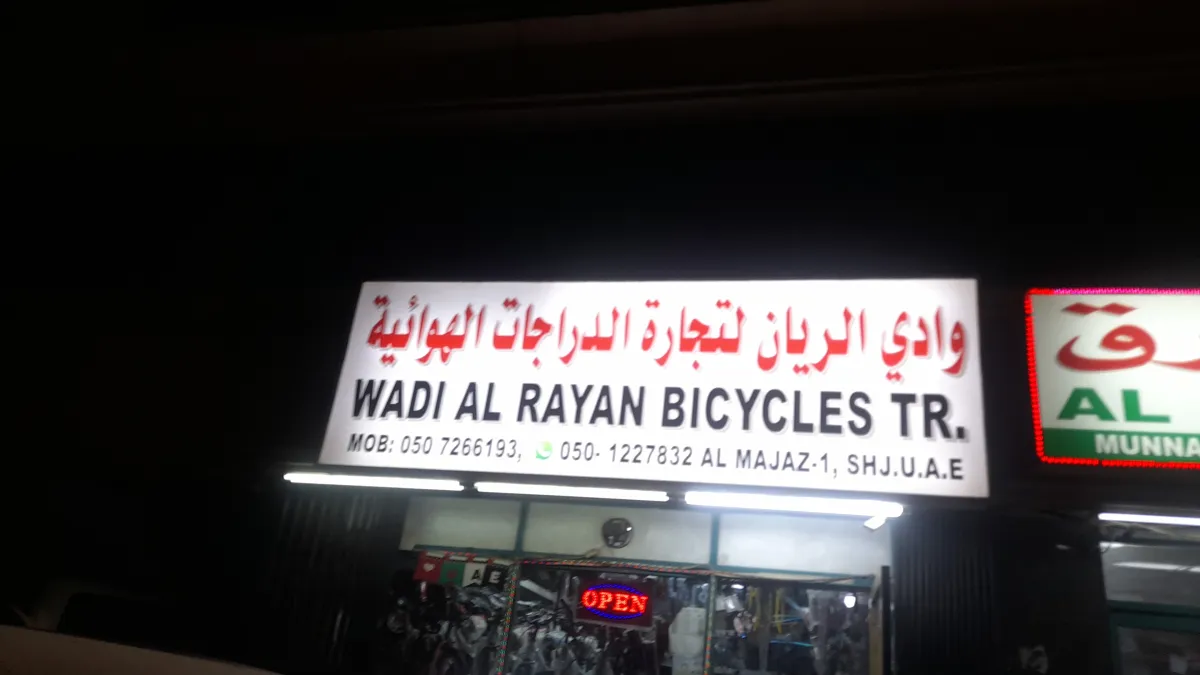 وادي الريان لتجارة الدراجات الهوائية
WADI AL RAYAN BICYCLES TR.
MOB: 050 7266193, 050- 1227832 AL MAJAZ-1, SHJ.U.A.E
AL
MUNNA
OPEN
A E